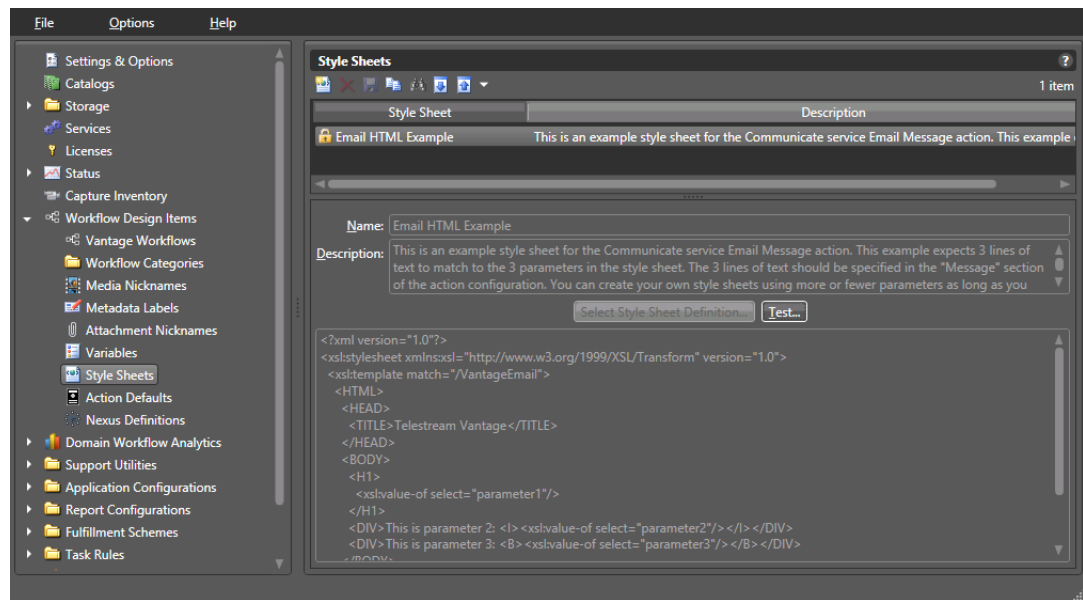 File Options Help
Settings & Options
Catalogs
Storage
Services
Licenses
Status
Capture Inventory
Workflow Design Items
Vantage Workflows
Workflow Categories
Media Nicknames
Metadata Labels
Attachment Nicknames
Variables
Style Sheets
Action Defaults
Nexus Definitions
Domain Workflow Analytics
Support Utilities
Application Configurations
Report Configurations
Fulfillment Schemes
Task Rules
Style Sheets ?
1 item
Style Sheet Description
Email HTML Example This is an example style sheet for the Communicate service Email Message action. This example
Name: Email HTML Example
Description: This is an example style sheet for the Communicate service Email Message action. This example expects 3 lines of
text to match to the 3 parameters in the style sheet. The 3 lines of text should be specified in the "Message" section
of the action configuration. You can create your own style sheets using more or fewer parameters as long as you
Select Style Sheet Definition... Test...
<?xml version="1.0"?>
<xsl:stylesheet xmlns:xsl="http://www.w3.org/1999/XSL/Transform" version="1.0">
<xsl:template match="/VantageEmail">
<HTML>
<HEAD>
<TITLE>Telestream Vantage</TITLE>
</HEAD>
<BODY>
<H1>
<xsl:value-of select="parameter1"/>
</H1>
<DIV>This is parameter 2: <I><xsl:value-of select="parameter2"/></I></DIV>
<DIV>This is parameter 3: <B><xsl:value-of select="parameter3"/></B></DIV>
</BODY>